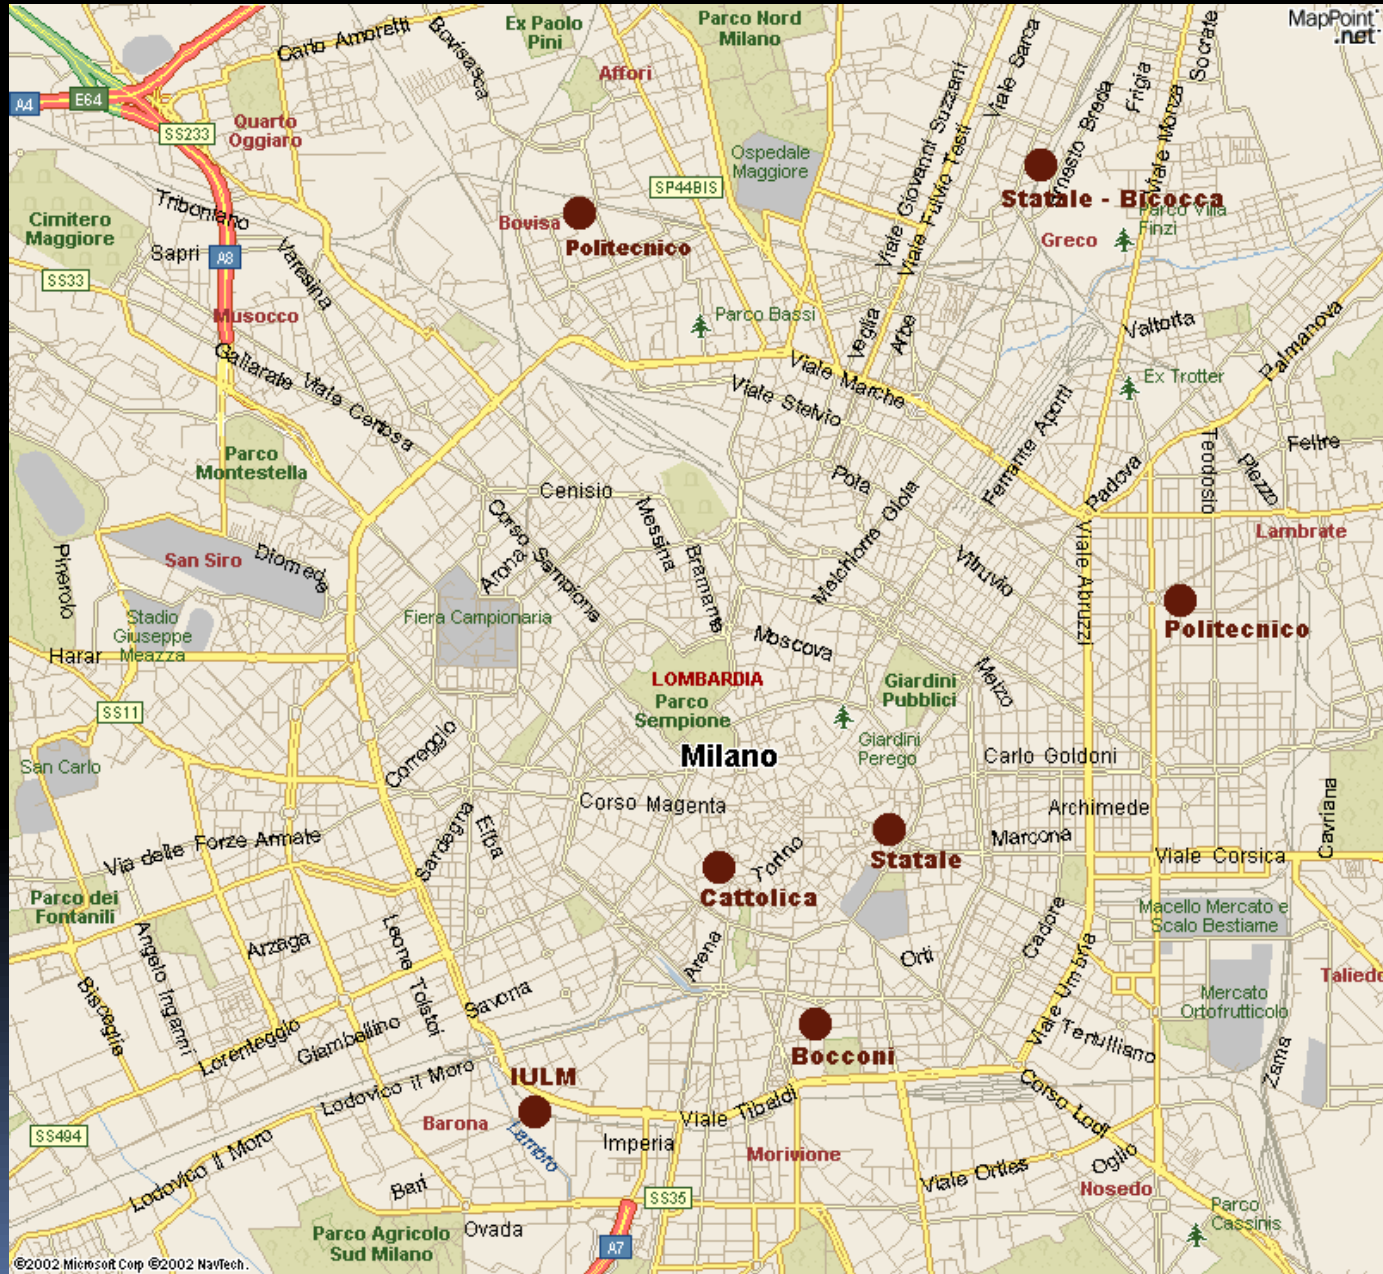 MapPoint
.net
Ex Paolo
Pini
Parco Nord
Milano
Carlo Amoretti
Bovisasca
Affori
Viale Sarca
Socrate
Frigia
A4
E64
SS233
Quarto
Oggiaro
Viale Giovanni Suzzani
Viale Fulvio Testi
Ernesto Breda
Viale Monza
Ospedale
Maggiore
SP44BIS
Statale - Bicocca
Cimitero
Maggiore
Triboniano
Bovisa
Politecnico
Greco
Parco Villa
Finzi
Sapri
A8
SS33
Varesina
Musocco
Parco Bassi
Veglia
Arbe
Valtorta
Palmanova
Gallarate
Viale Certosa
Viale Marche
Viale Stelvio
Ex Trotter
Ferrante Aporti
Parco
Montestella
Pola
Melchiorre Gioia
Padova
Teodosio
Plezzo
Feltre
Cenisio
Messina
Corso Sempione
Lambrate
San Siro
Diomede
Pinerolo
Arona
Bramante
Vitruvio
Viale Abruzzi
Stadio
Giuseppe
Meazza
Fiera Campionaria
Moscova
Politecnico
Harar
LOMBARDIA
Parco
Sempione
Giardini
Pubblici
Melzo
SS11
San Carlo
Correggio
Milano
Giardini
Perego
Carlo Goldoni
Corso Magenta
Archimede
Cavriana
Via delle Forze Armate
Sardegna
Elba
Torino
Statale
Marcona
Viale Corsica
Cattolica
Parco dei
Fontanili
Macello Mercato e
Scalo Bestiame
Angelo Inganni
Arzaga
Leone Tolstoi
Arena
Orti
Cadore
Viale Umbria
Taliedo
Bisceglie
Savona
Mercato
Ortofrutticolo
Lorenteggio
Giambellino
Bocconi
Tertulliano
Zama
Lodovico il Moro
IULM
Corso Lodi
SS494
Barona
Lambro
Imperia
Viale Tibaldi
Morivione
Lodovico il Moro
Bari
Viale Ortles
Oglio
Nosedo
SS35
Parco Agricolo
Sud Milano
Ovada
A7
Parco
Cassinis
©2002 Microsoft Corp ©2002 NavTech.